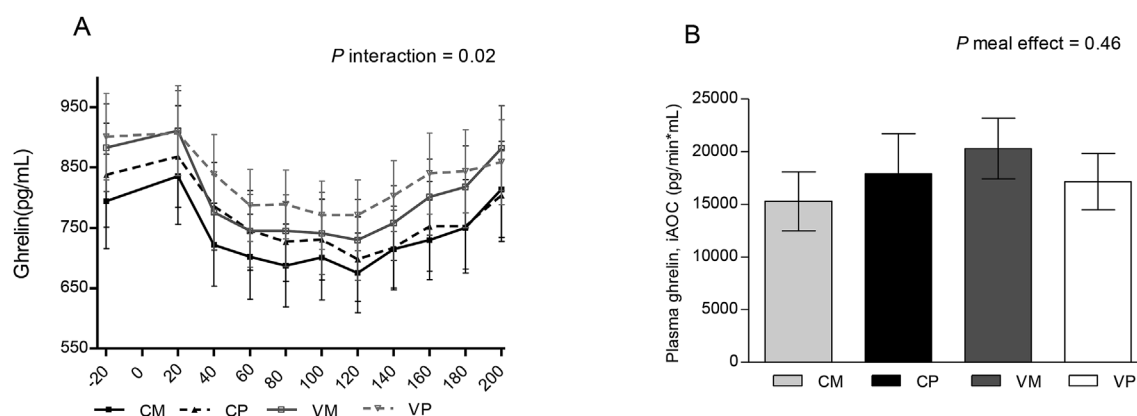 A
P interaction = 0.02
950
850
750
650
550
Ghrelin(pg/mL)
-20
0
20
40
60
80
100
120
140
160
180
200
CM CP VM VP
B
P meal effect = 0.46
25000
20000
15000
10000
5000
0
Plasma ghrelin, iAOC (pg/min*mL)
CM CP VM VP